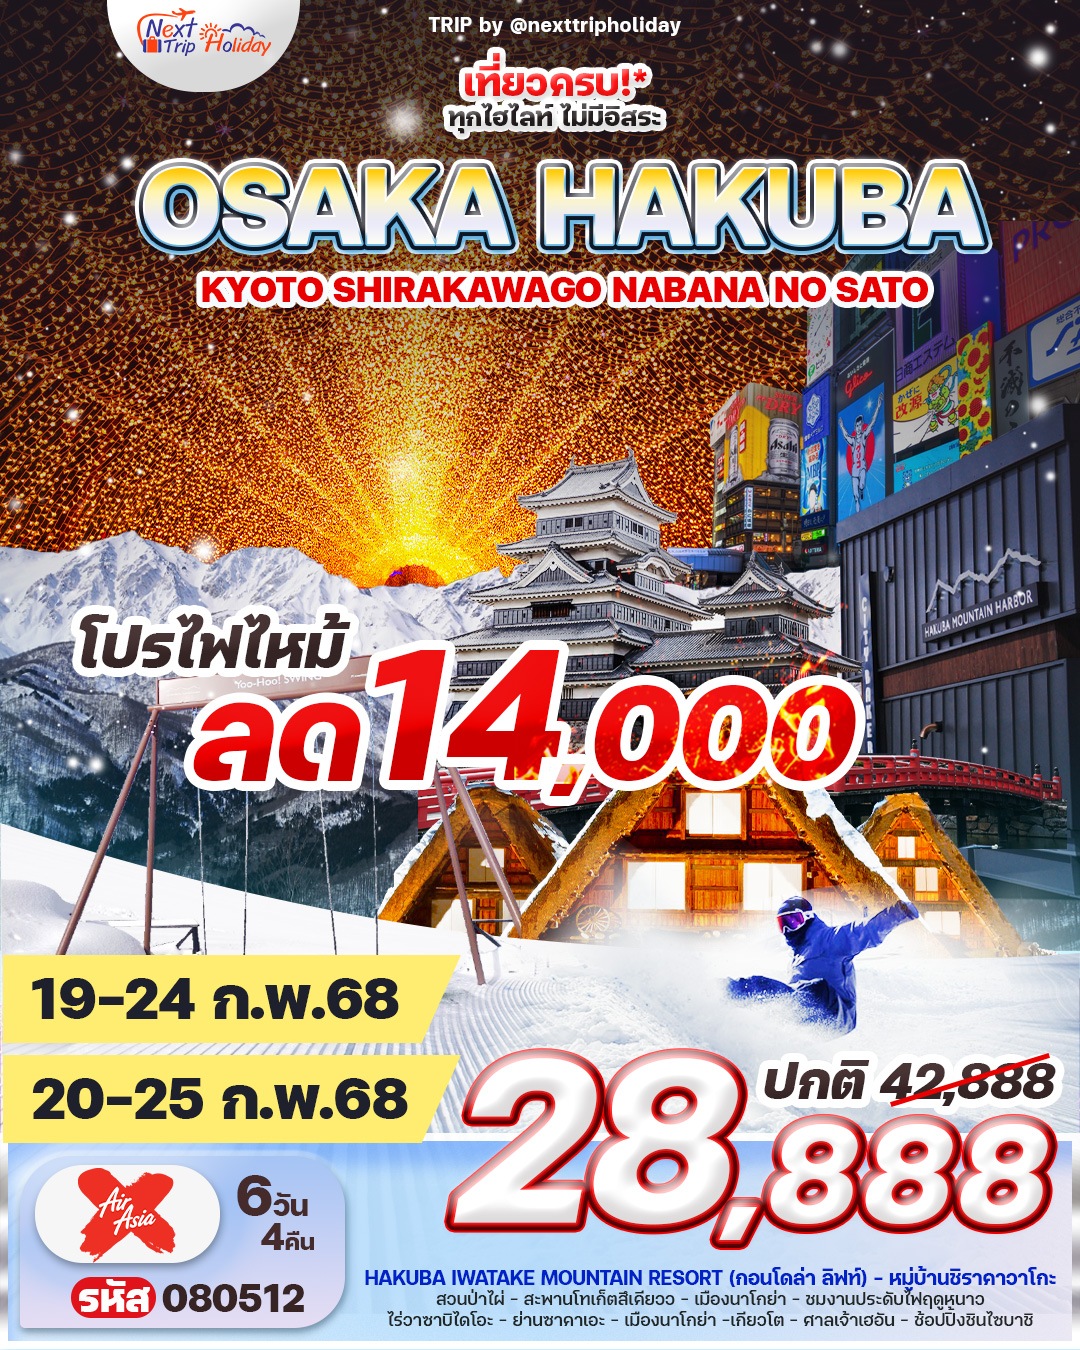 Next Trip Holiday
TRIP by @nexttripholiday
เที่ยวครบ!*
ทุกไฮไลท์ ไม่มีอิสระ
OSAKA HAKUBA
KYOTO SHIRAKAWAGO NABANA NO SATO
Glico
Asahi
HAKUBA MOUNTAIN HARBOR
Yoo-Hoo! SWING
โปรไฟไหม้
ลด 14,000
19-24 ก.พ.68
20-25 ก.พ.68
ปกติ 42,888
28,888
Air Asia X
6 วัน
4 คืน
รหัส 080512
HAKUBA IWATAKE MOUNTAIN RESORT (กอนโดล่า ลิฟท์) - หมู่บ้านชิราคาวาโกะ
สวนป่าไผ่ - สะพานโทเก็ตสึเคียวว - เมืองนาโกย่า - ชมงานประดับไฟฤดูหนาว
ไร่วาซาบิไดโอะ - ย่านซาคาเอะ - เมืองนาโกย่า -เกียวโต - ศาลเจ้าเฮอัน - ช้อปปิ้งชินไซบาชิ